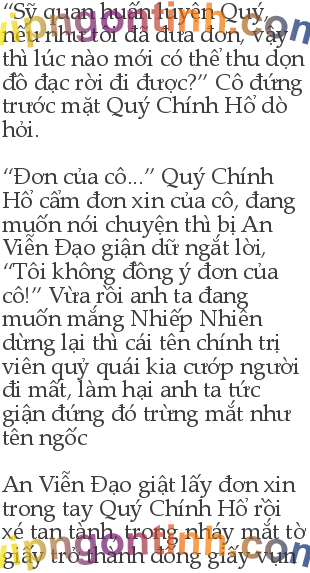 “Sỹ quan huấn luyện Quý,
nếu như tôi đã đưa đơn, vậy
thì lúc nào mới có thể thu dọn
đồ đạc rời đi được?” Cô đứng
trước mặt Quý Chính Hổ dò
hỏi.
“Đơn của cô...” Quý Chính
Hổ cầm đơn xin của cô, đang
muốn nói chuyện thì bị An
Viễn Đạo giận dữ ngắt lời,
“Tôi không đồng ý đơn của
cô!” Vừa rồi anh ta đang
muốn mắng Nhiếp Nhiên
dừng lại thì cái tên chính trị
viên quỷ quái kia cướp người
đi mất, làm hại anh ta tức
giận đứng đó trừng mắt như
tên ngốc
An Viễn Đạo giật lấy đơn xin
trong tay Quý Chính Hổ rồi
xé tan tành, trong nháy mắt tờ
giấy trở thành đống giấy vụn
vipngontinh.com
vipngontinh.com